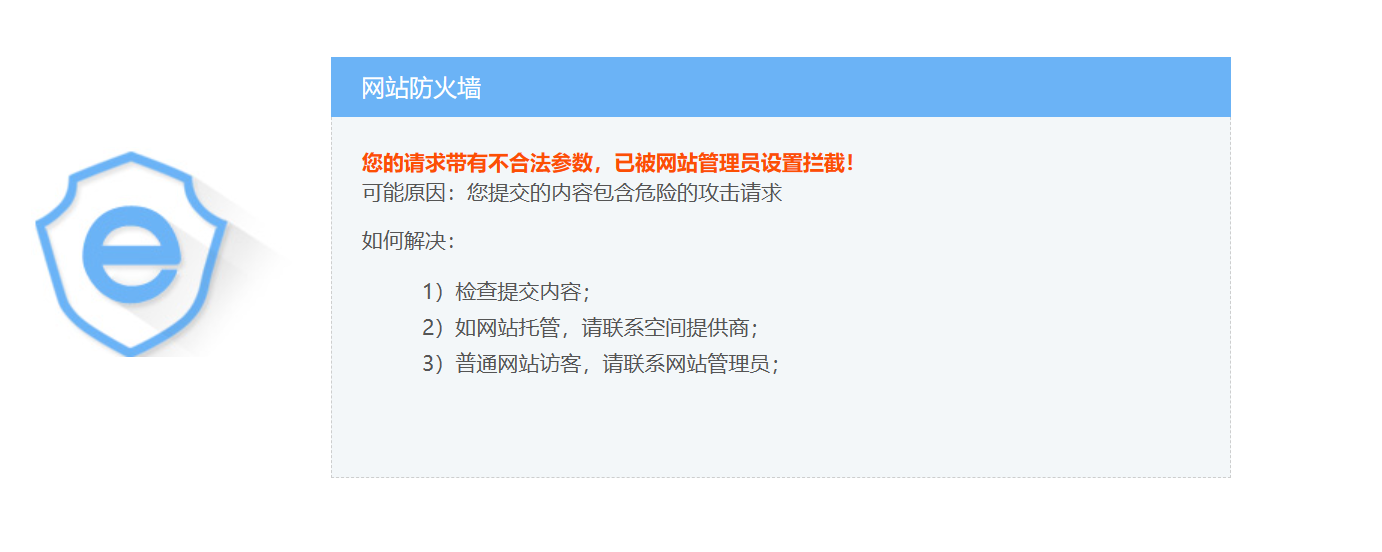 网站防火墙
您的请求带有不合法参数，已被网站管理员设置拦截！
可能原因：您提交的内容包含危险的攻击请求
如何解决：
1）检查提交内容；
2）如网站托管，请联系空间提供商；
3）普通网站访客，请联系网站管理员；